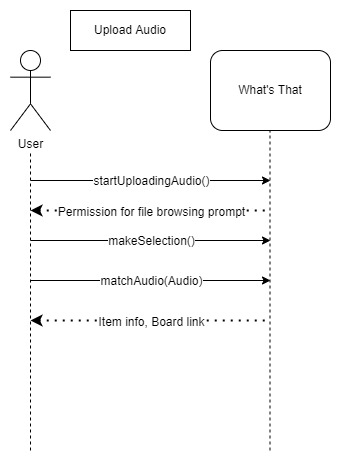 Upload Audio
What's That
User
startUploadingAudio()
Permission for file browsing prompt
makeSelection()
matchAudio(Audio)
Item info, Board link